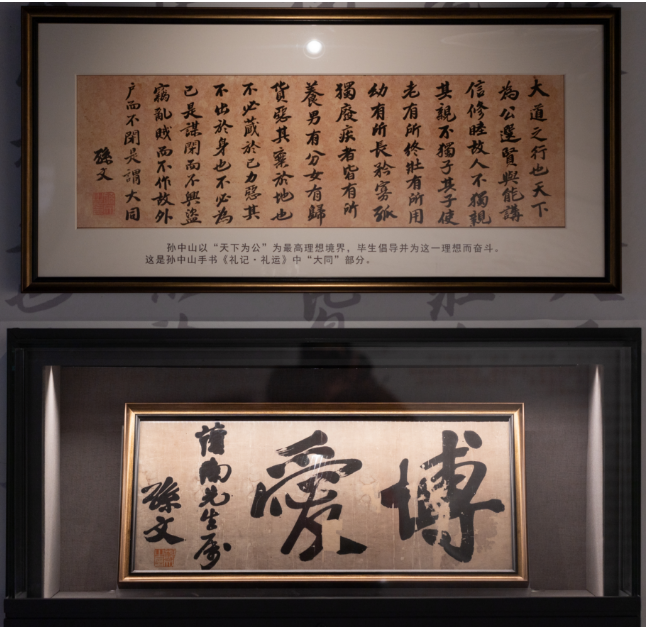 大道之行也天下
為公選賢與能講
信修睦故人不獨親
其親不獨子其子使
老有所終壯有所用
幼有所長矜寡孤
獨廢疾者皆有所
養男有分女有歸
貨惡其棄於地也
不必藏於己力惡其
不出於身也不必為
己是謀閉而不興盜
竊亂賊而不作故外
户而不閉是謂大同
孫文
孙中山以“天下为公”为最高理想境界、毕生倡导并为这一理想而奋斗。
这是孙中山手书《礼记·礼运》中“大同”部分。
博愛
南先生属
孫文